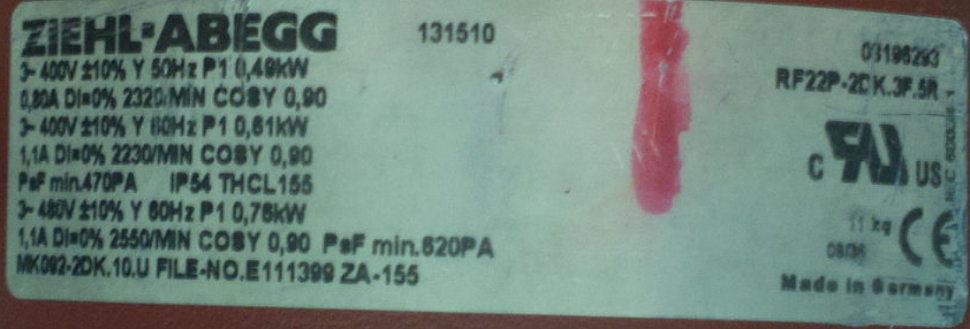 ZIEHL-ABEGG
131510
03196293
3~ 400V ±10% Y 50Hz P1 0,49kW
RF22P-2DK.3F.5R
0,80A DI=0% 2320/MIN COSY 0,90
3~ 400V ±10% Y 60Hz P1 0,61kW
1,1A DI=0% 2230/MIN COSY 0,90
C US
PsF min.470PA IP54 THCL155
3~ 480V ±10% Y 60Hz P1 0,76kW
11 kg CE
1,1A DI=0% 2550/MIN COSY 0,90 PsF min.620PA
MK092-2DK.10.U FILE-NO.E111399 ZA-155
Made in Germany